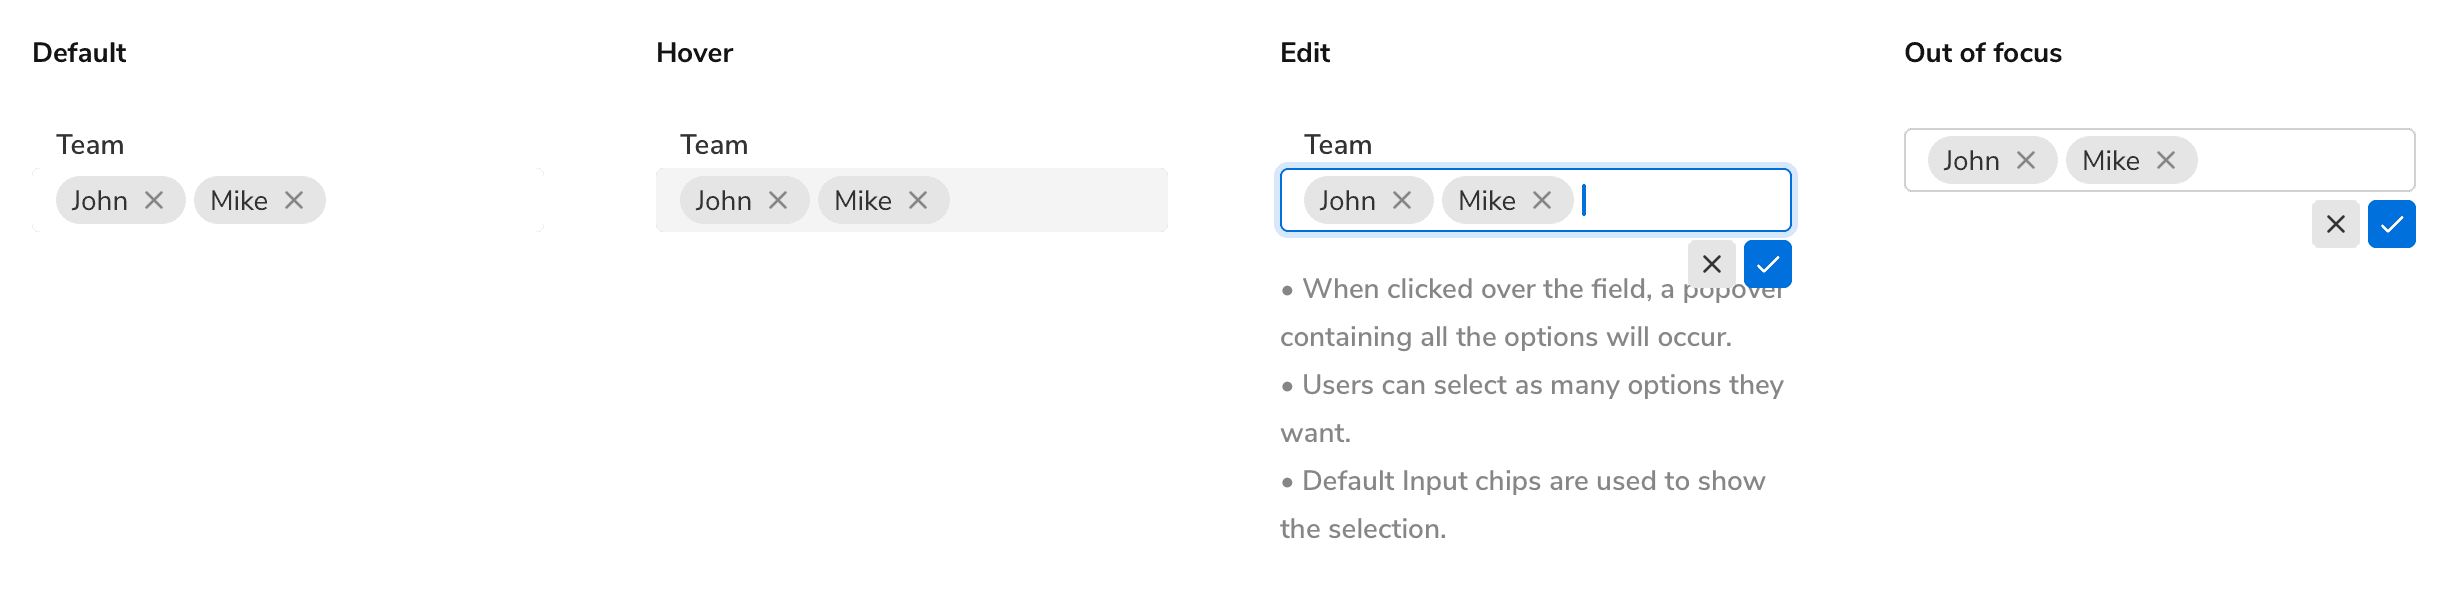 Default
Hover
Edit
Out of focus
Team
John
Mike
Team
John
Mike
Team
John
Mike
John
Mike
• When clicked over the field, a popover
containing all the options will occur.
• Users can select as many options they
want.
• Default Input chips are used to show
the selection.